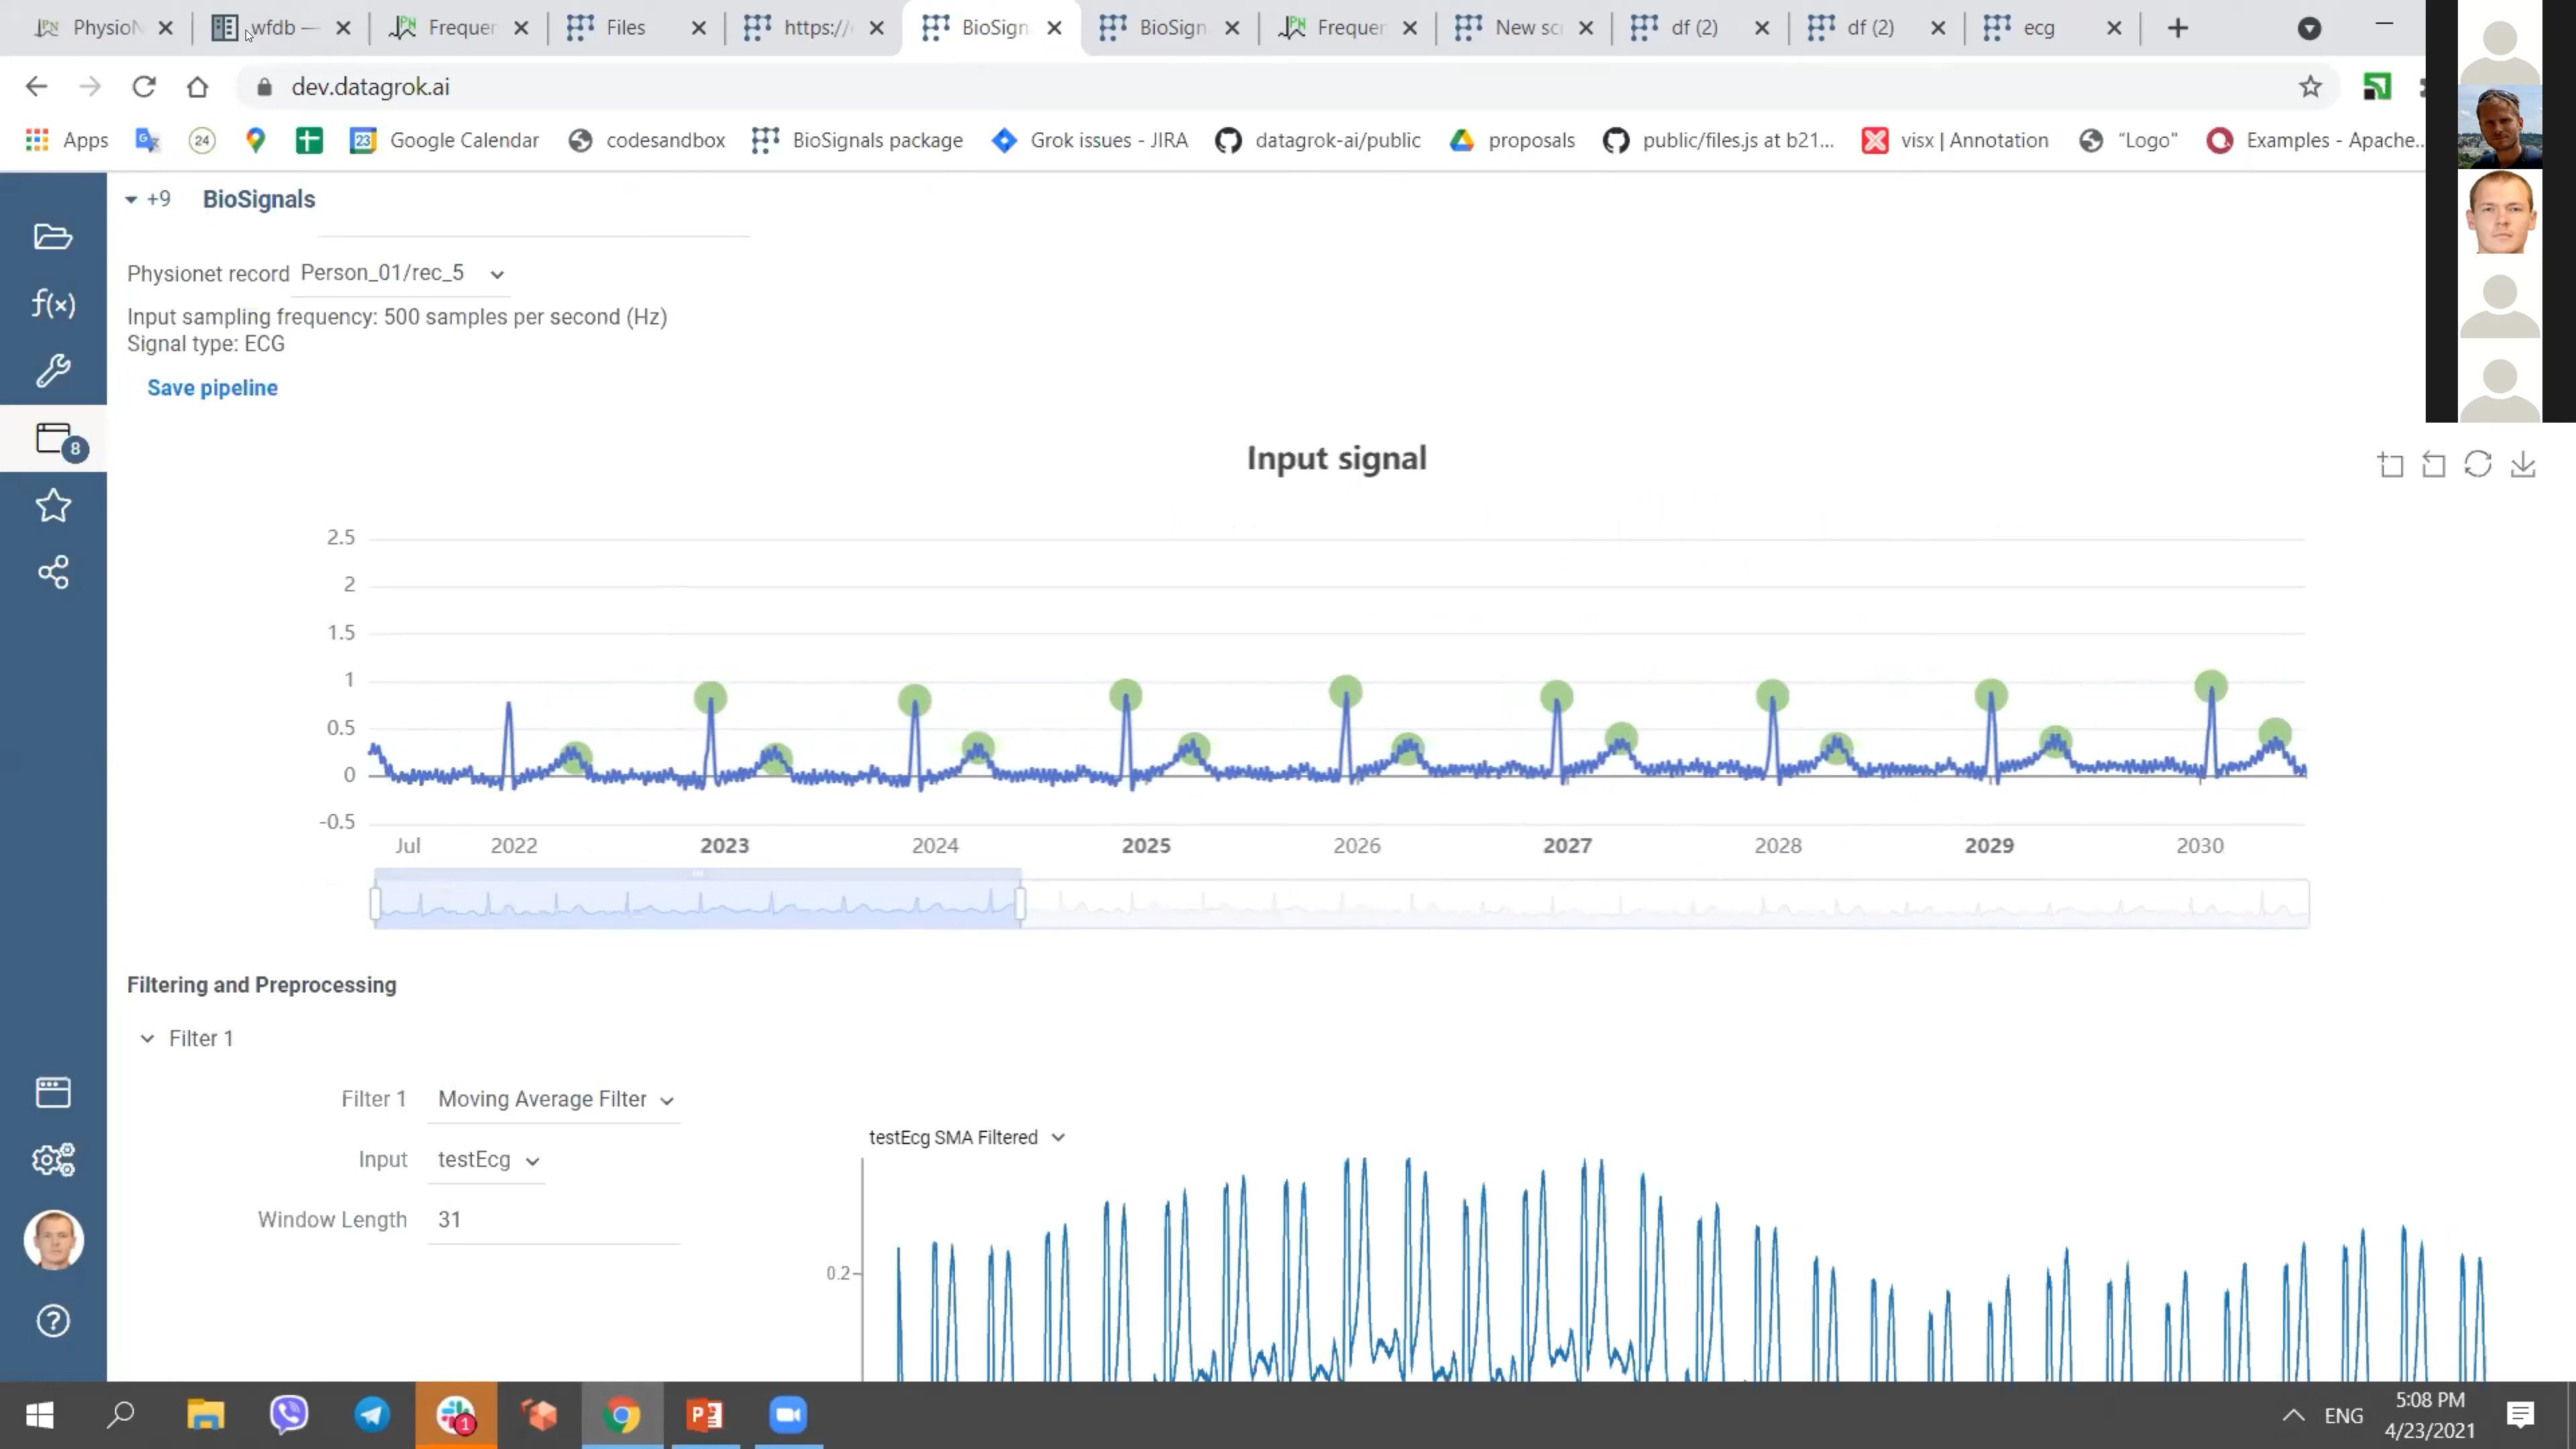 PhysioN
wfdb —
Frequer
Files
https://
BioSign
BioSign
Frequer
New sc
df (2)
df (2)
ecg
dev.datagrok.ai
Apps
24
23
Google Calendar
codesandbox
BioSignals package
Grok issues - JIRA
datagrok-ai/public
proposals
public/files.js at b21...
visx | Annotation
"Logo"
Examples - Apache...
+9 BioSignals
Physionet record Person_01/rec_5
Input sampling frequency: 500 samples per second (Hz)
Signal type: ECG
Save pipeline
8
Input signal
2.5
2
1.5
1
0.5
0
-0.5
Jul 2022 2023 2024 2025 2026 2027 2028 2029 2030
Filtering and Preprocessing
Filter 1
Filter 1 Moving Average Filter
Input testEcg
Window Length 31
testEcg SMA Filtered
0.2
1
ENG
5:08 PM
4/23/2021